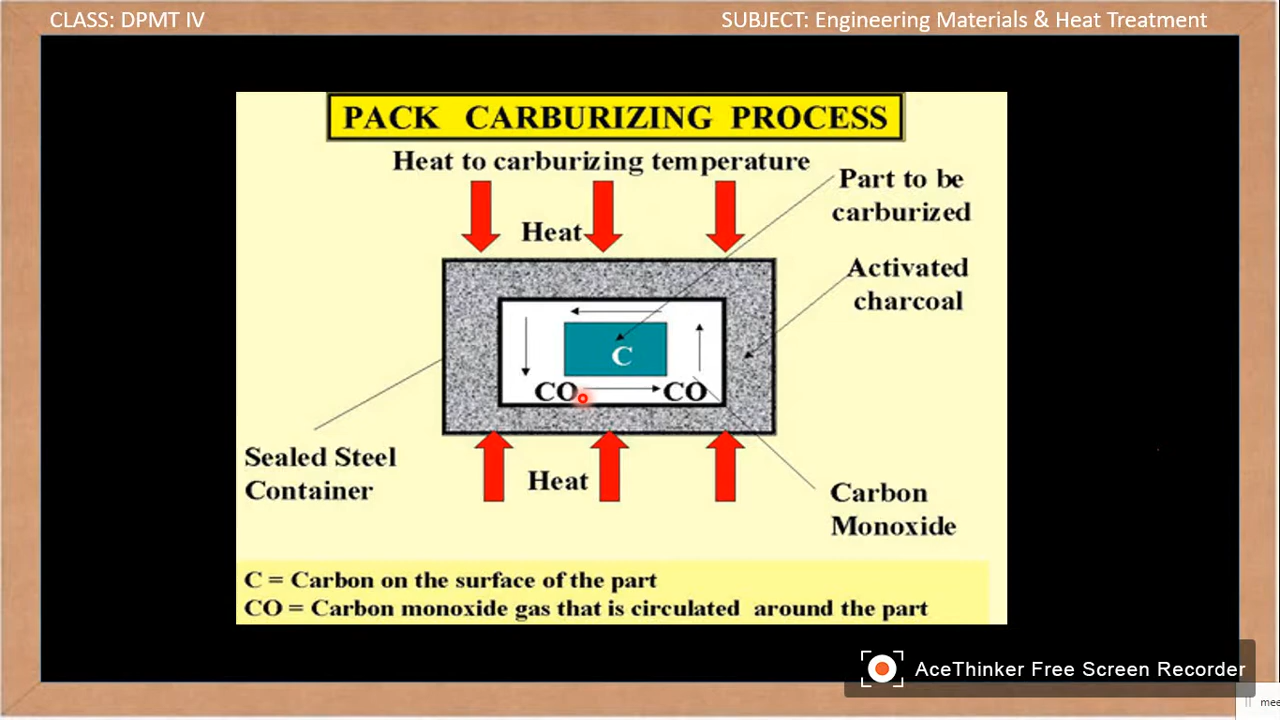 CLASS: DPMT IV
SUBJECT: Engineering Materials & Heat Treatment
PACK CARBURIZING PROCESS
Heat to carburizing temperature
Part to be
carburized
Heat
Activated
charcoal
C
CO
CO
Sealed Steel
Container
Heat
Carbon
Monoxide
C = Carbon on the surface of the part
CO = Carbon monoxide gas that is circulated around the part
AceThinker Free Screen Recorder